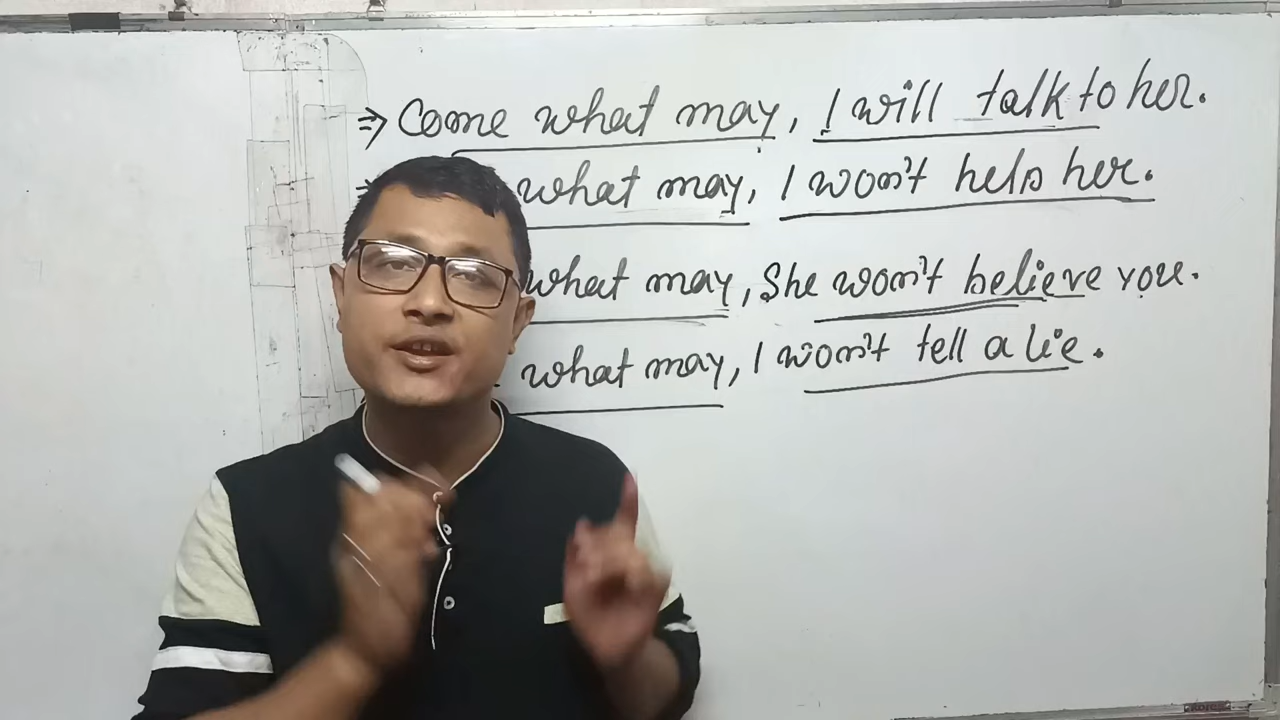 ⇒ Come what may, I will talk to her.
what may, I won't help her.
what may, She won't believe you.
what may, I won't tell a lie.